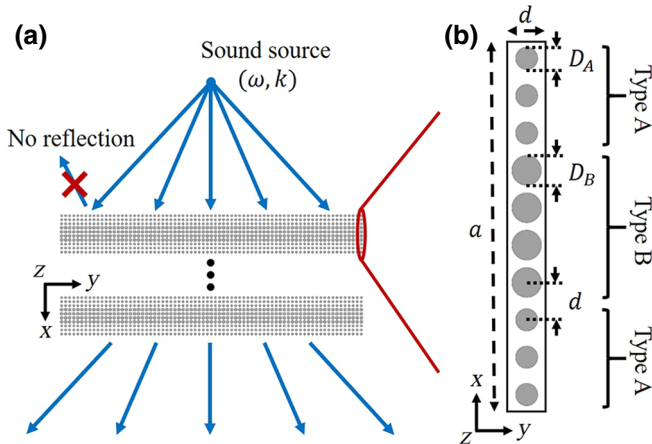 (a)
Sound source
(ω, k)
No reflection
z
y
x
(b)
d
D_A
Type A
D_B
a
Type B
d
Type A
x
z
y